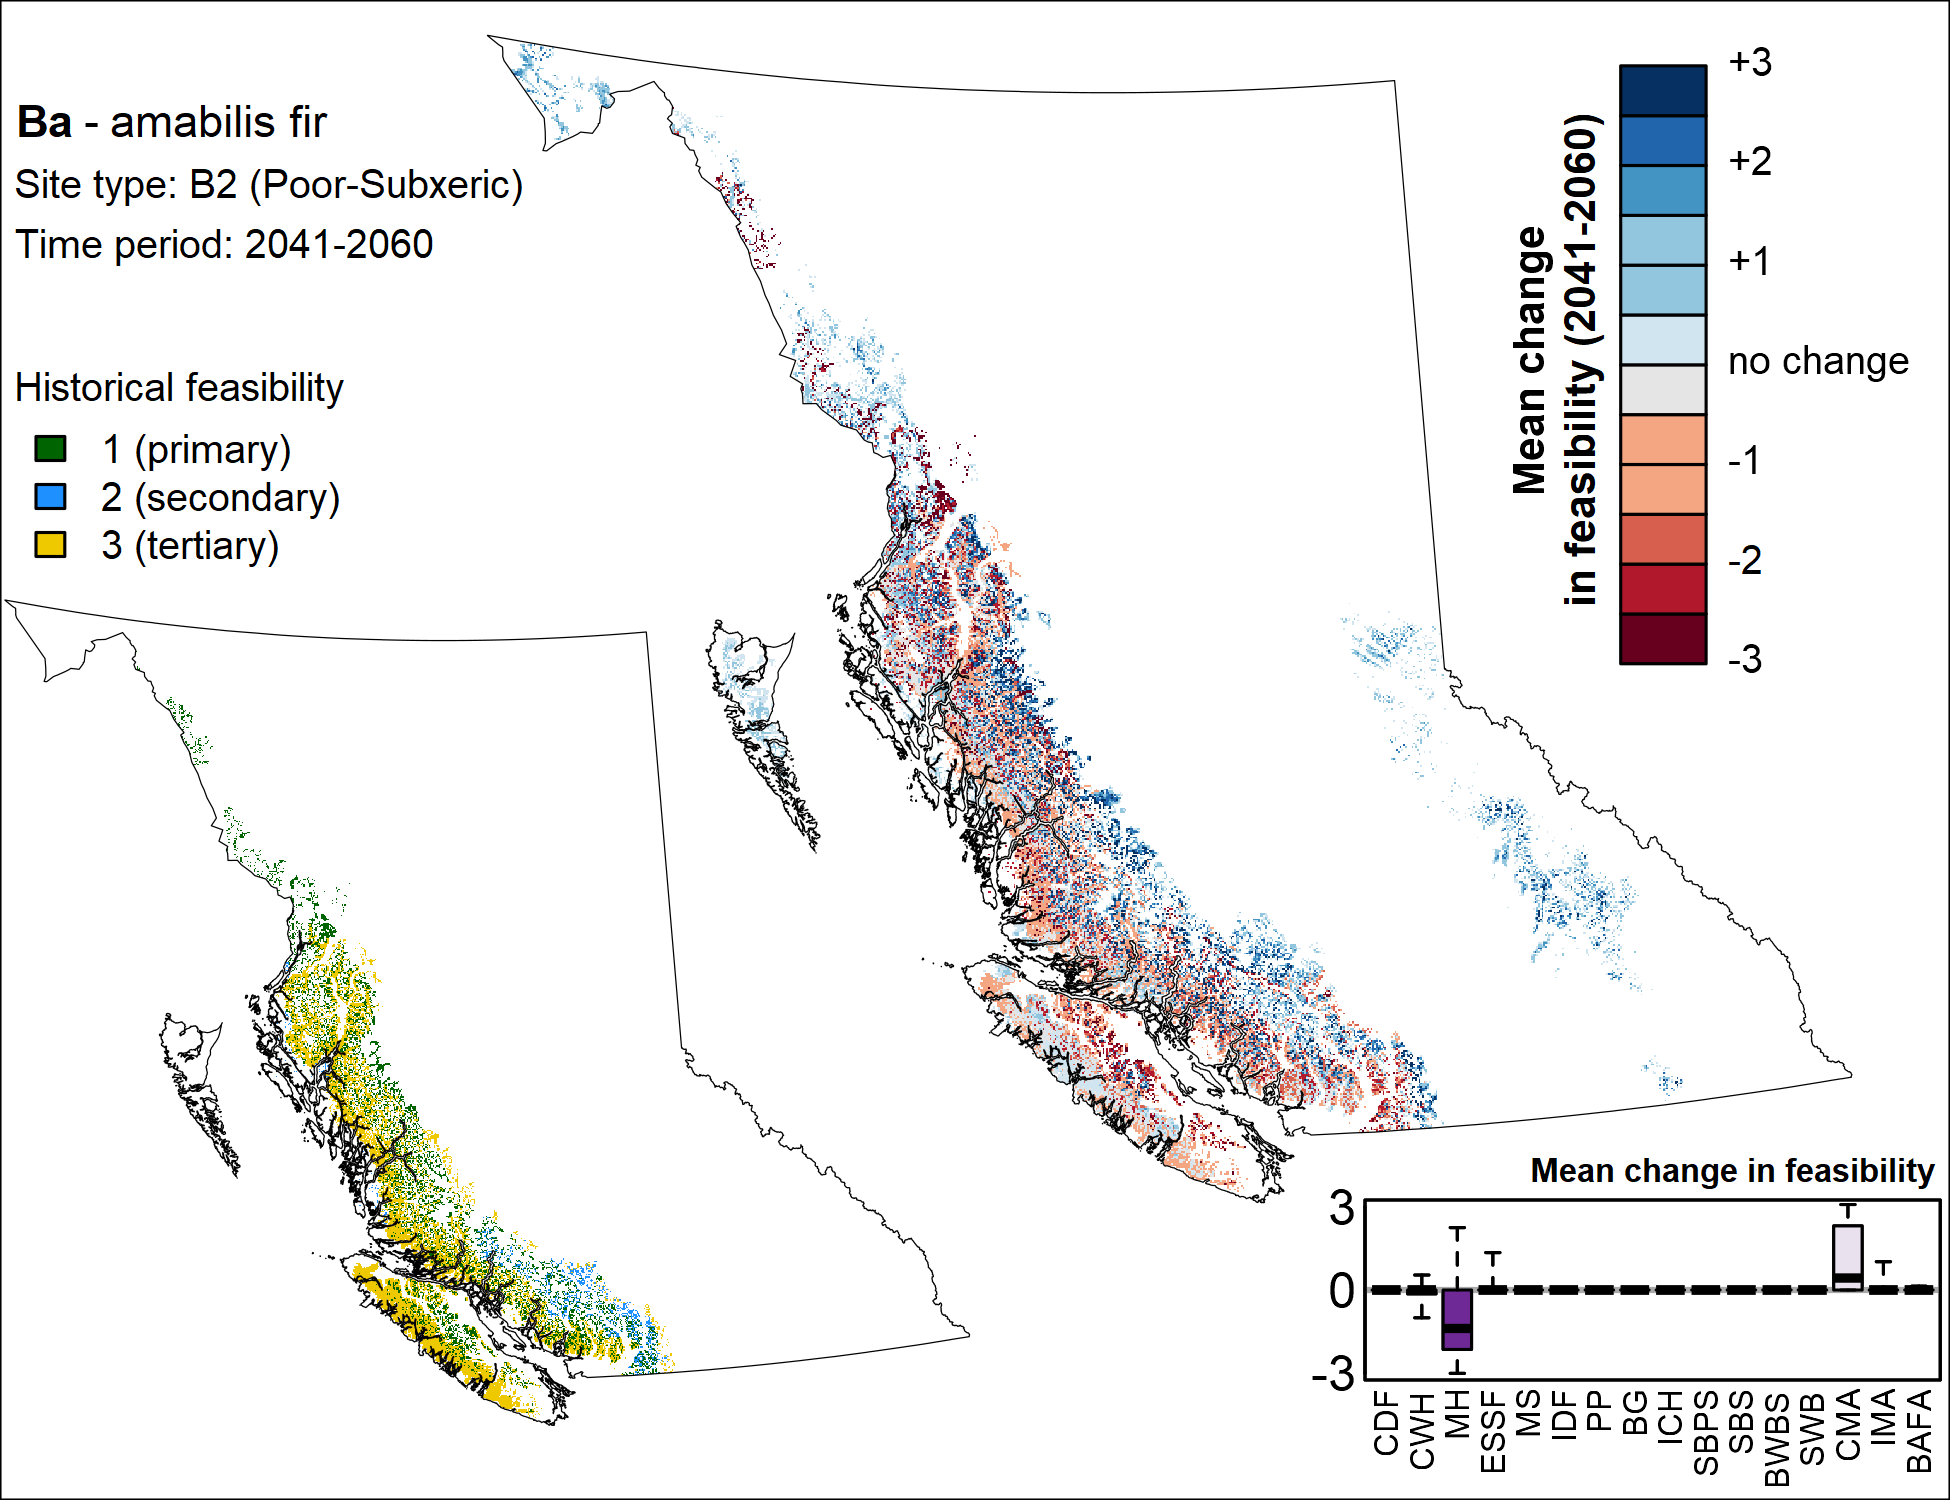 Ba - amabilis fir
Site type: B2 (Poor-Subxeric)
Time period: 2041-2060
Historical feasibility
1 (primary)
2 (secondary)
3 (tertiary)
Mean change
in feasibility (2041-2060)
+3
+2
+1
no change
-1
-2
-3
Mean change in feasibility
3
0
-3
CDF
CWH
MH
ESSF
MS
IDF
PP
BG
ICH
SBPS
SBS
BWBS
SWB
CMA
IMA
BAFA